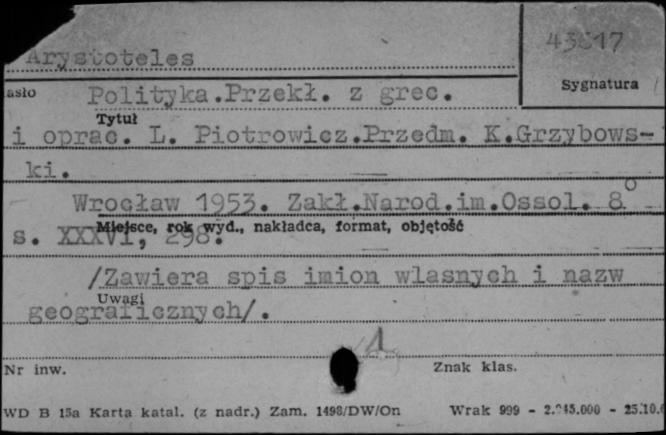 Arystoteles
43517
asło
Sygnatura
Polityka.Przekł. z grec.
Tytuł
i oprac. L. Piotrowicz.Przedm. K.Grzybows-
ki.
Wrocław 1953. Zakł.Narod.im.Ossol. 8°
Miejsce, rok wyd., nakładca, format, objętość
s. XXXVI, 298.
/Zawiera spis imion wlasnych i nazw
Uwagi
geograficznych/.
Nr inw.
Znak klas.
WD B 15a Karta katal. (z nadr.) Zam. 1498/DW/On Wrak 999 -